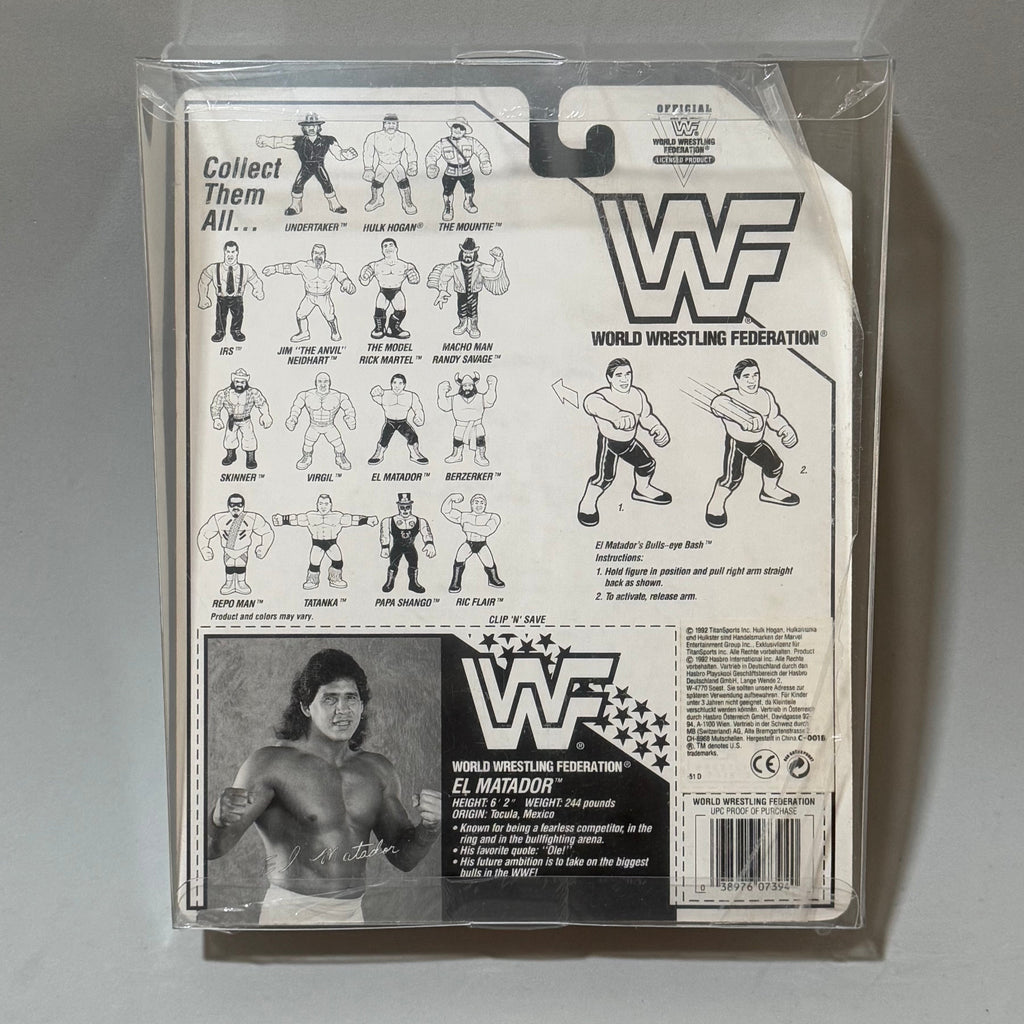 Collect
Them
All...
UNDERTAKER™
HULK HOGAN®
THE MOUNTIE™
IRS™
JIM "THE ANVIL"
NEIDHART™
THE MODEL
RICK MARTEL™
MACHO MAN
RANDY SAVAGE™
SKINNER™
VIRGIL™
EL MATADOR™
BERZERKER™
REPO MAN™
TATANKA™
PAPA SHANGO™
RIC FLAIR™
Product and colors may vary.
OFFICIAL
WF
WORLD WRESTLING
FEDERATION®
LICENSED PRODUCT
WF
®
WORLD WRESTLING FEDERATION®
1.
2.
El Matador's Bulls-eye Bash™
Instructions:
1. Hold figure in position and pull right arm straight
back as shown.
2. To activate, release arm.
CLIP 'N' SAVE
El Matador
WF
®
WORLD WRESTLING FEDERATION®
EL MATADOR™
HEIGHT: 6' 2" WEIGHT: 244 pounds
ORIGIN: Tocula, Mexico
• Known for being a fearless competitor, in the
ring and in the bullfighting arena.
• His favorite quote: "Ole!"
• His future ambition is to take on the biggest
bulls in the WWF!
© 1992 TitanSports Inc. Hulk Hogan, Hulkamania
und Hulkster sind Handelsmarken der Marvel
Entertainment Group Inc., Exklusivlizenz für
TitanSports Inc. Alle Rechte vorbehalten. Product
© 1992 Hasbro International Inc. Alle Rechte
vorbehalten. Vertrieb in Deutschland durch den
Hasbro Playskool Geschäftsbereich der Hasbro
Deutschland GmbH, Lange Wende 2,
W-4770 Soest. Sie sollten unsere Adresse zur
späteren Verwendung aufbewahren. Für Kinder
unter 3 Jahren nicht geeignet, da Kleinteile
verschluckt werden können. Vertrieb in Österreich
durch Hasbro Österreich GmbH, Davidgasse 92-
94, A-1100 Wien. Vertrieb in der Schweiz durch
MB (Switzerland) AG, Alte Bremgartenstrasse 2,
CH-8968 Mutschellen. Hergestellt in China. C-001B
®, TM denotes U.S.
trademarks.
CE
51 D
WORLD WRESTLING FEDERATION
UPC PROOF OF PURCHASE
0 38976 07394